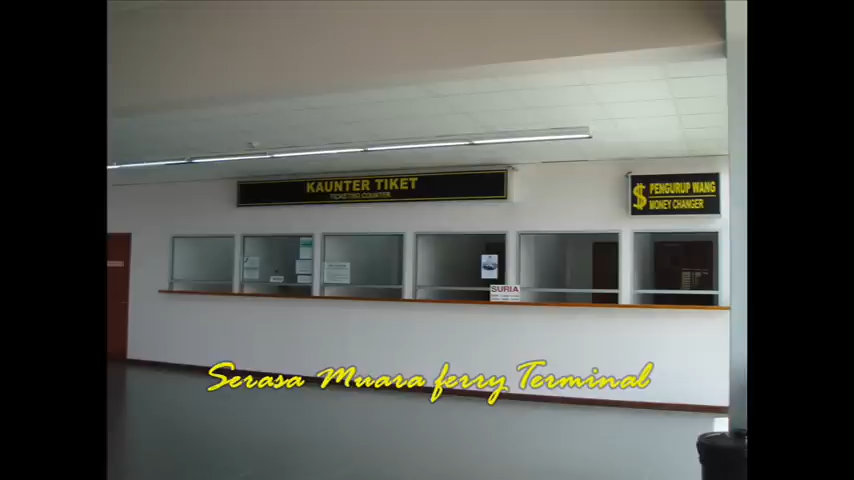 KAUNTER TIKET
TICKETING COUNTER
PENGURUP WANG
$ MONEY CHANGER
SURIA
Serasa Muara ferry Terminal